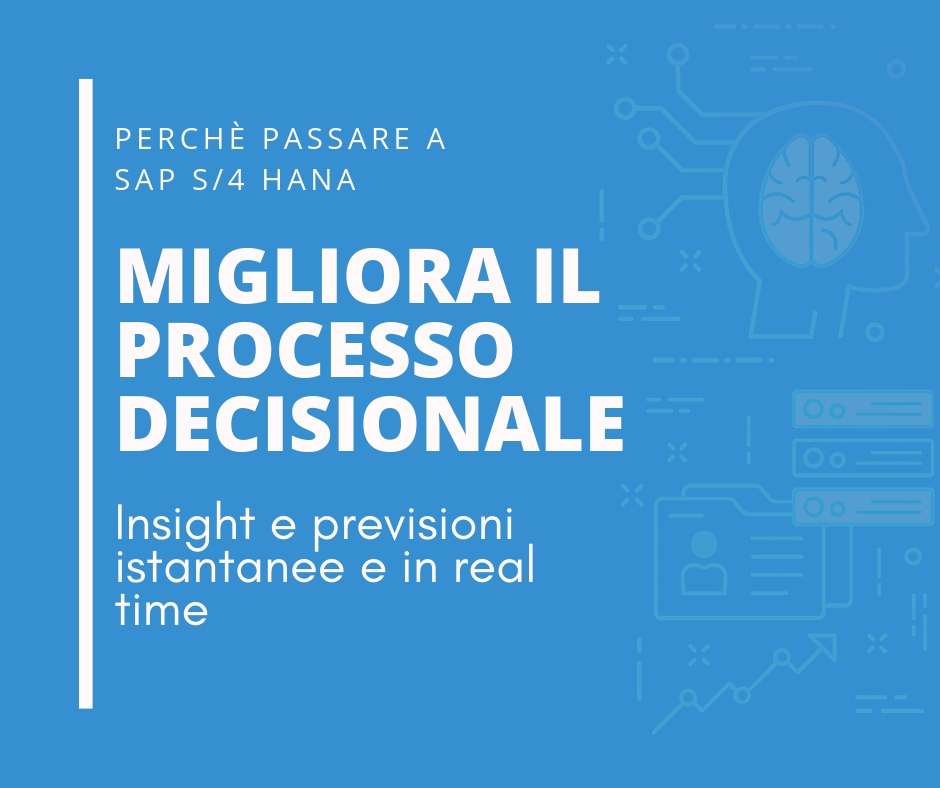 PERCHÈ PASSARE A
SAP S/4 HANA
MIGLIORA IL
PROCESSO
DECISIONALE
Insight e previsioni
istantanee e in real
time